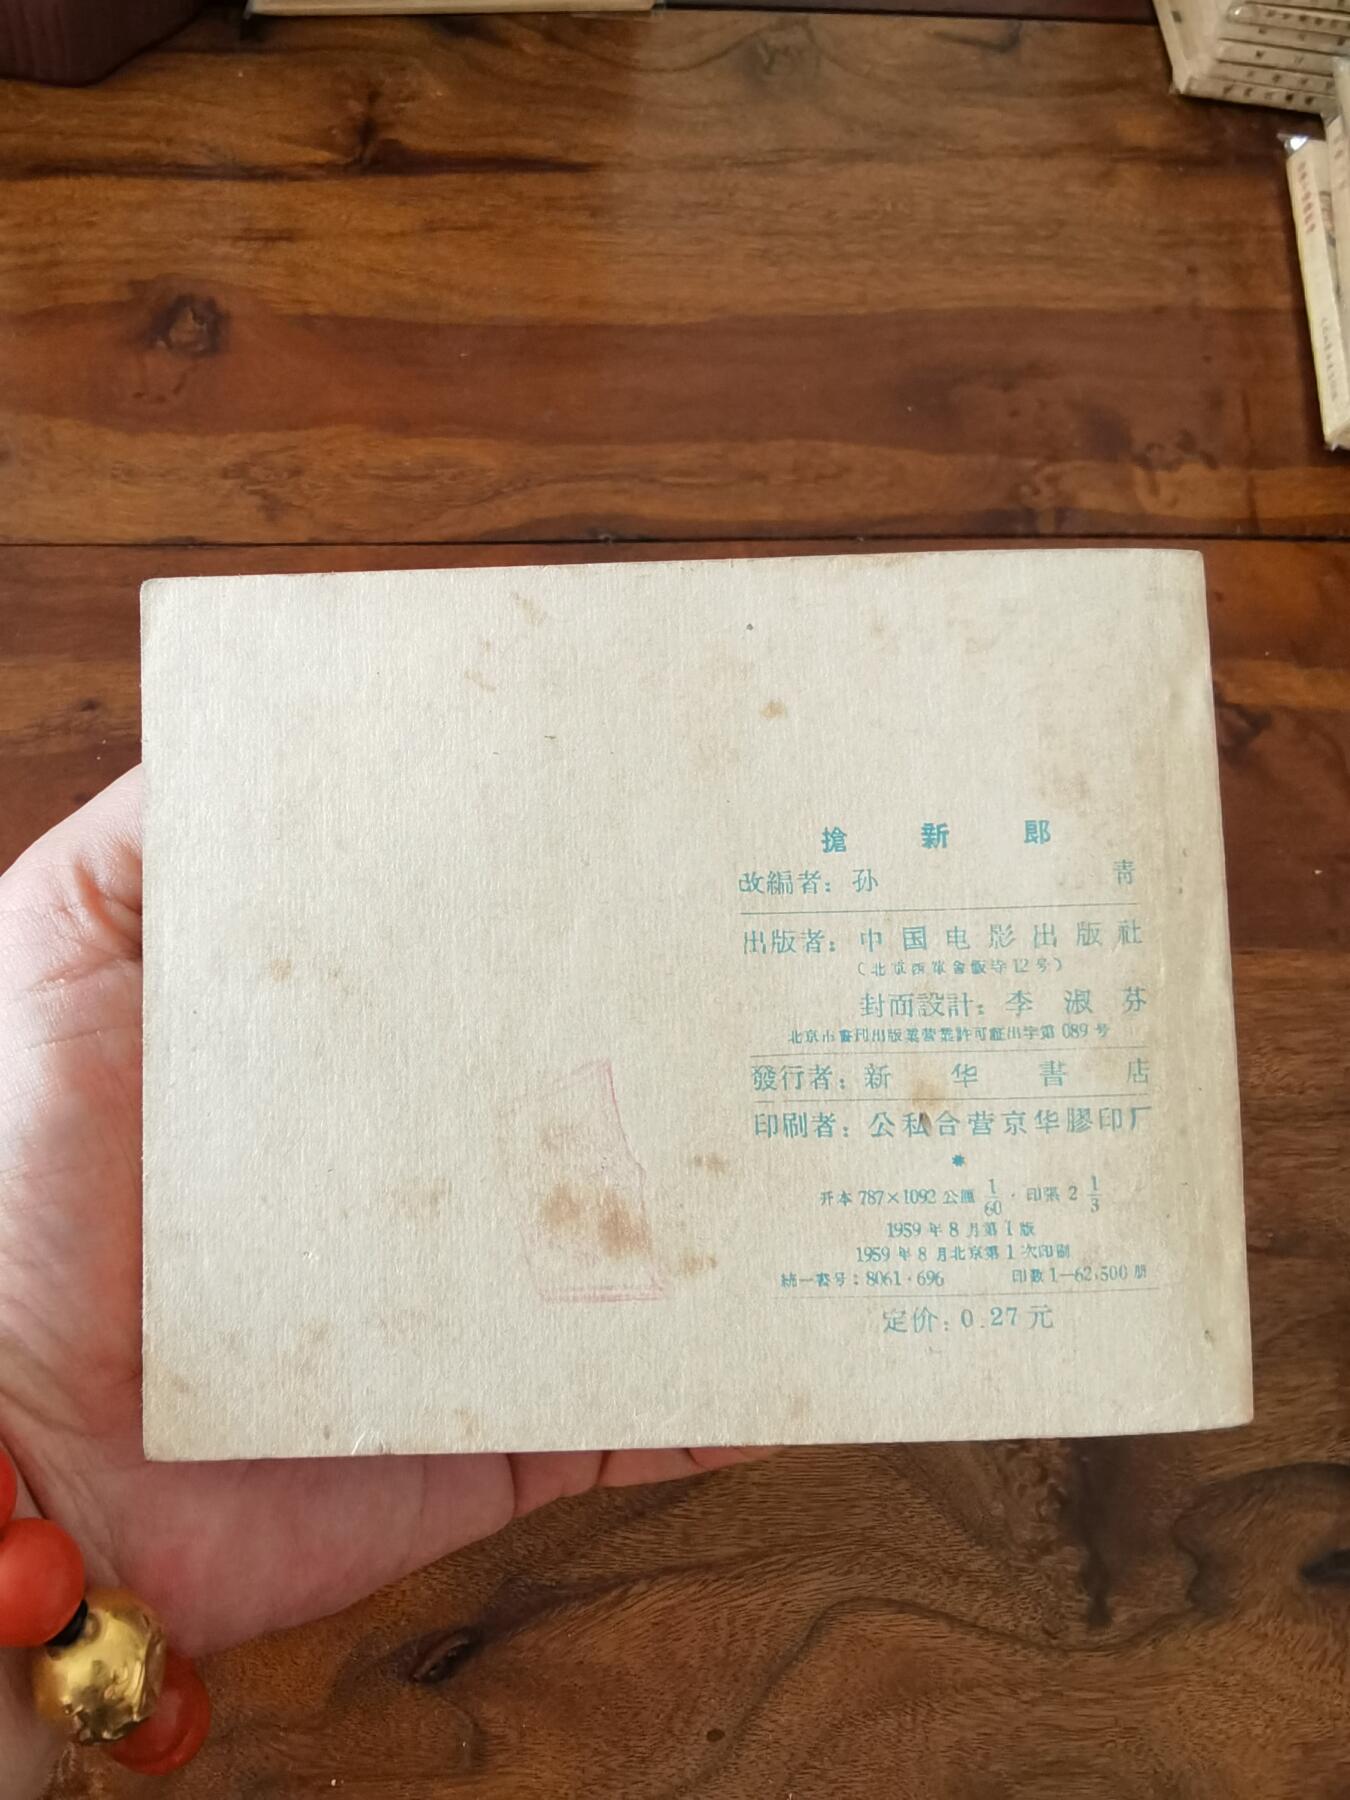 搶新郎
改編者：孙青
出版者：中国电影出版社
（北京西單舍飯寺12号）
封面設計：李淑芬
北京市書刊出版業营業許可証出字第089号
發行者：新华書店
印刷者：公私合营京华膠印厂
*
开本 787×1092 公厘 1/60 · 印張 2 1/3
1959年8月第1版
1959年8月北京第1次印刷
統一書号：8061·696 印数1—62,500册
定价：0.27元